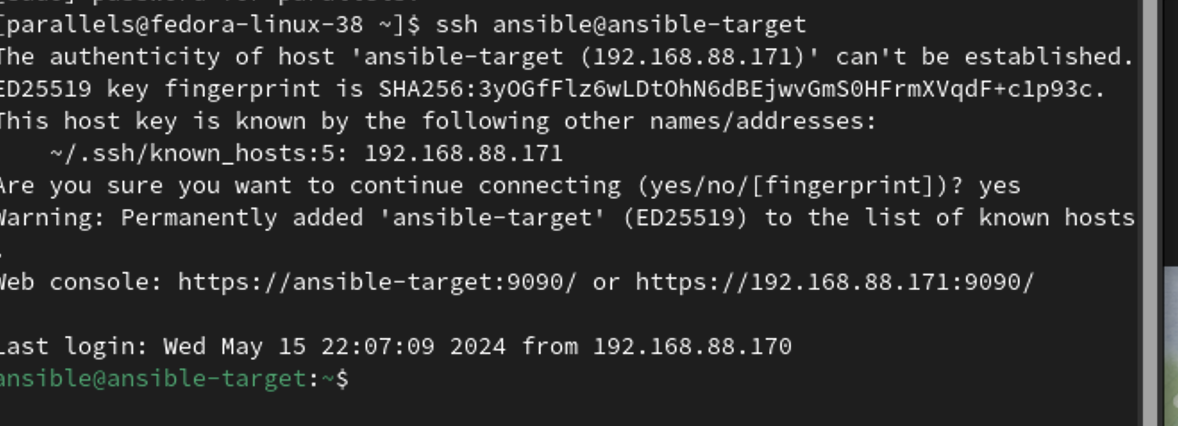 [parallels@fedora-linux-38 ~]$ ssh ansible@ansible-target
The authenticity of host 'ansible-target (192.168.88.171)' can't be established.
ED25519 key fingerprint is SHA256:3yOGfFlz6wLDtOhN6dBEjwvGmS0HFrmXVqdF+c1p93c.
This host key is known by the following other names/addresses:
    ~/.ssh/known_hosts:5: 192.168.88.171
Are you sure you want to continue connecting (yes/no/[fingerprint])? yes
Warning: Permanently added 'ansible-target' (ED25519) to the list of known hosts
.
Web console: https://ansible-target:9090/ or https://192.168.88.171:9090/
Last login: Wed May 15 22:07:09 2024 from 192.168.88.170
ansible@ansible-target:~$